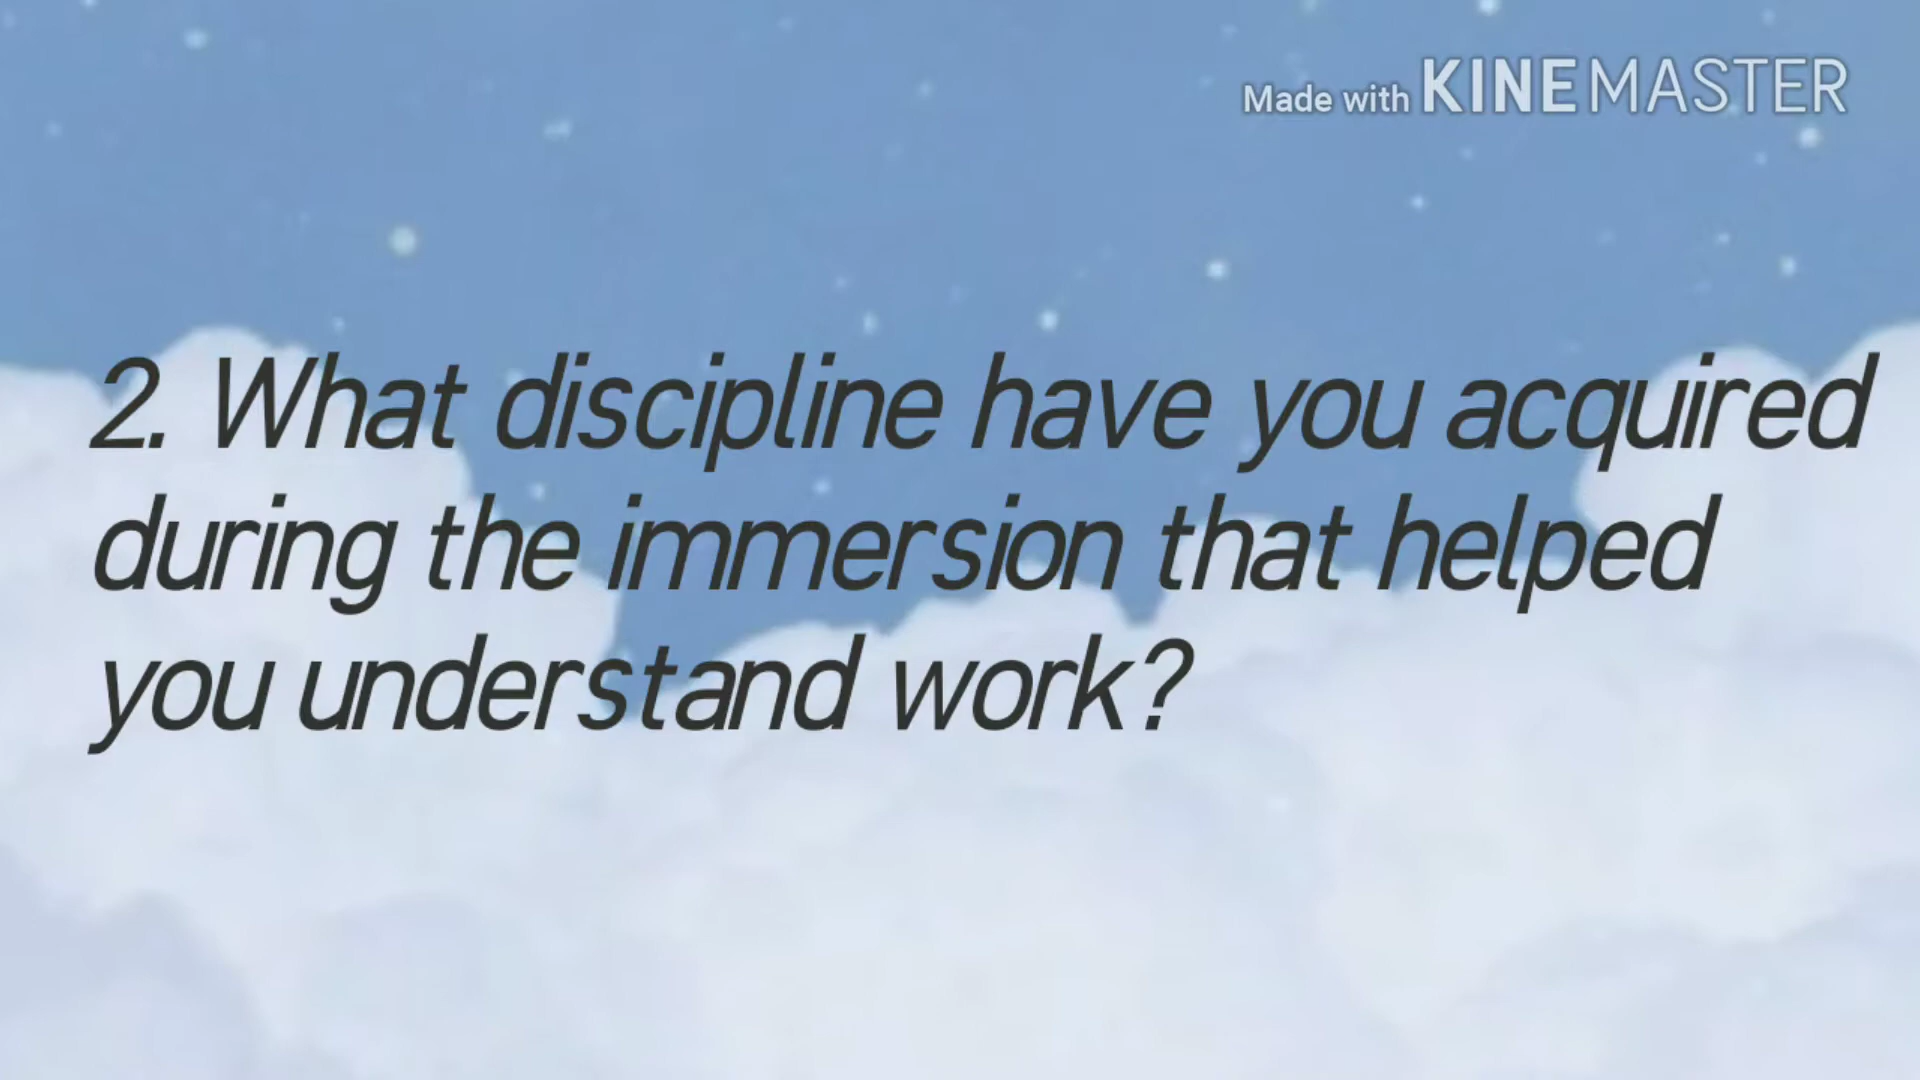 Made with KINEMASTER
2. What discipline have you acquired
during the immersion that helped
you understand work?